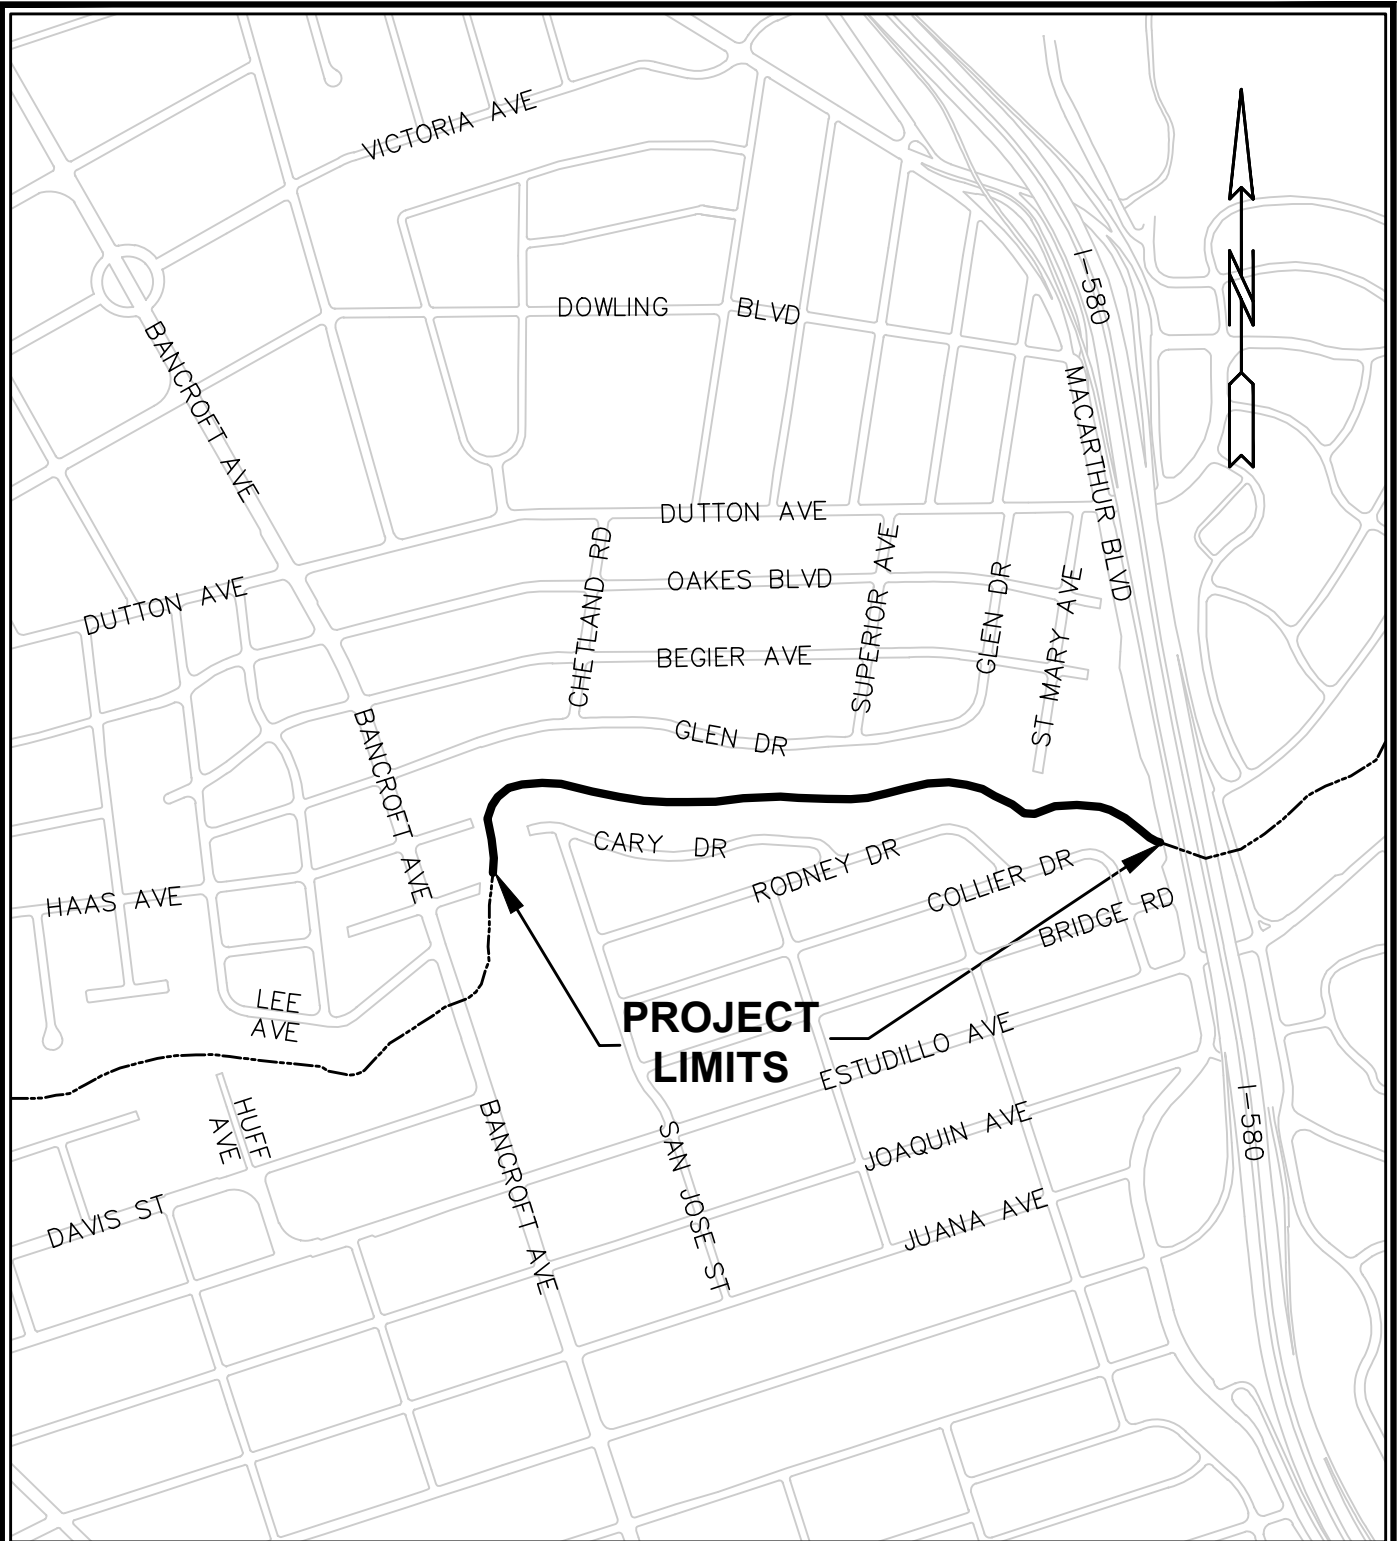 VICTORIA AVE
I-580
DOWLING BLVD
N
BANCROFT AVE
MACARTHUR BLVD
DUTTON AVE
CHETLAND RD
OAKES BLVD
SUPERIOR AVE
GLEN DR
ST MARY AVE
DUTTON AVE
BEGIER AVE
BANCROFT AVE
GLEN DR
CARY DR
RODNEY DR
COLLIER DR
BRIDGE RD
HAAS AVE
LEE
AVE
PROJECT
LIMITS
ESTUDILLO AVE
HUFF
AVE
BANCROFT AVE
SAN JOSE ST
JOAQUIN AVE
I-580
DAVIS ST
JUANA AVE